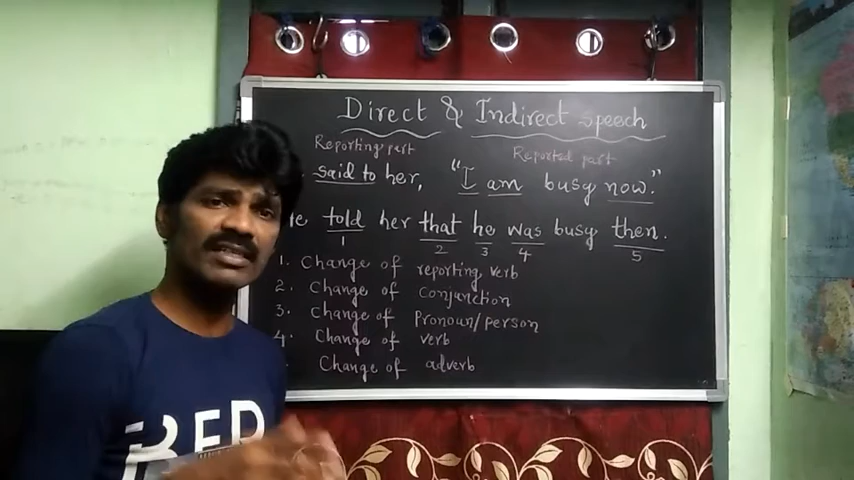 Direct & Indirect speech
Reporting part Reported part
said to her, "I am busy now."
told her that he was busy then.
1 2 3 4 5
1. Change of reporting verb
2. Change of Conjunction
3. Change of Pronoun/person
4. Change of verb
Change of adverb